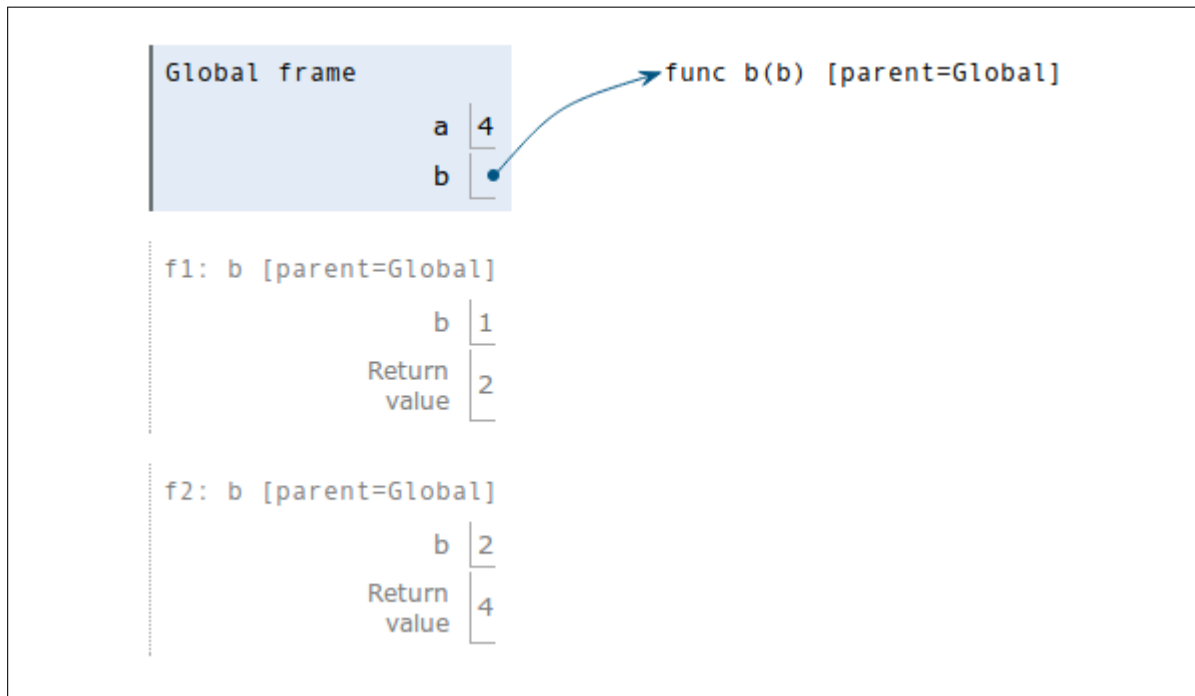 Global frame
func b(b) [parent=Global]
a 4
b
f1: b [parent=Global]
b 1
Return
value 2
f2: b [parent=Global]
b 2
Return
value 4